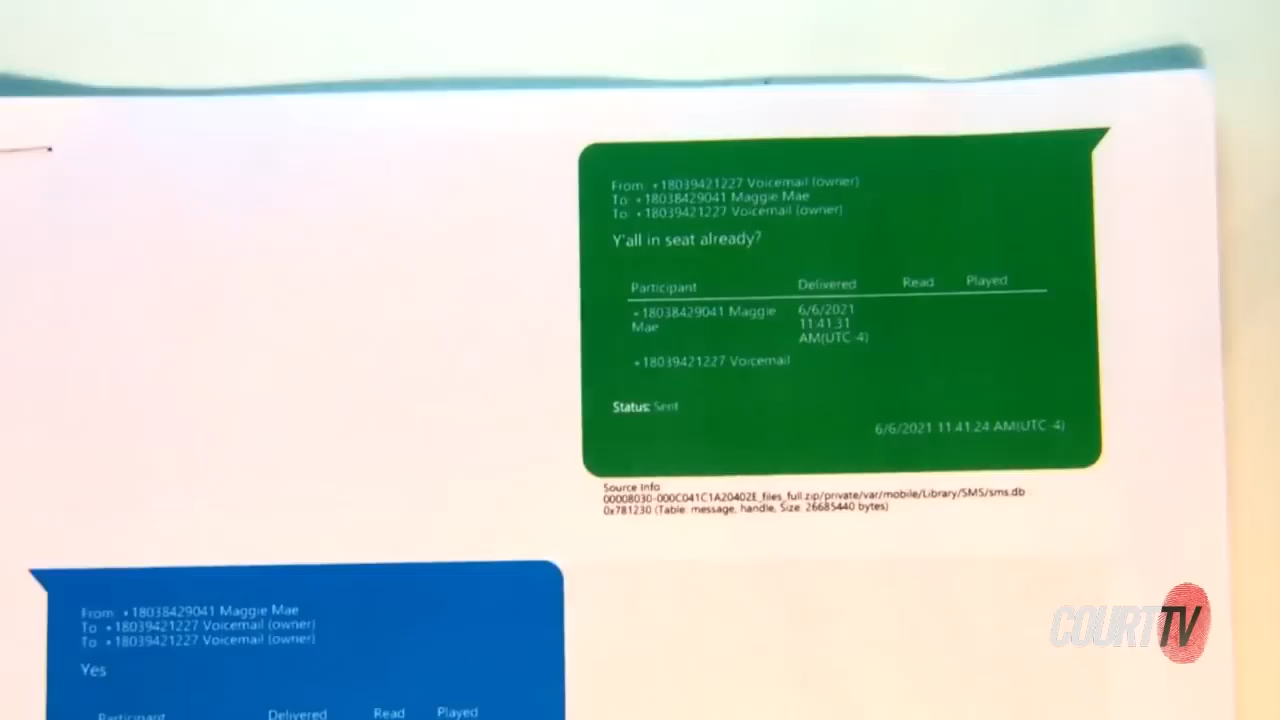 From: +18039421227 Voicemail (owner)
To: +18038429041 Maggie Mae
To: +18039421227 Voicemail (owner)
Y'all in seat already?
Participant Delivered Read Played
+18038429041 Maggie Mae 6/6/2021 11:41:31 AM(UTC-4)
+18039421227 Voicemail
Status: Sent
6/6/2021 11:41:24 AM(UTC-4)
Source Info
00008030-000C041C1A20402E_files_full.zip/private/var/mobile/Library/SMS/sms.db
0x781230 (Table: message, handle, Size: 26685440 bytes)
From: +18038429041 Maggie Mae
To: +18039421227 Voicemail (owner)
To: +18039421227 Voicemail (owner)
Yes
Participant Delivered Read Played
COURT TV